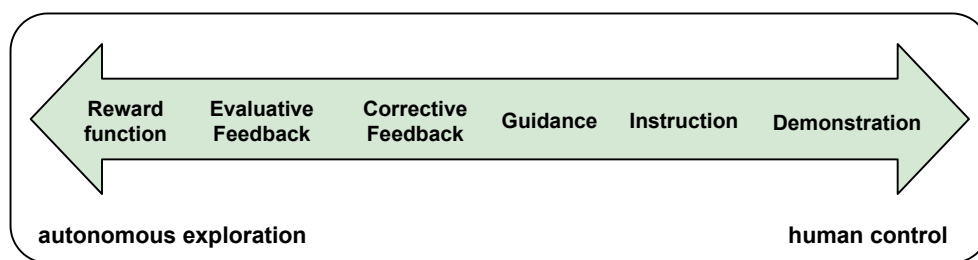 Reward function
Evaluative Feedback
Corrective Feedback
Guidance
Instruction
Demonstration
autonomous exploration
human control